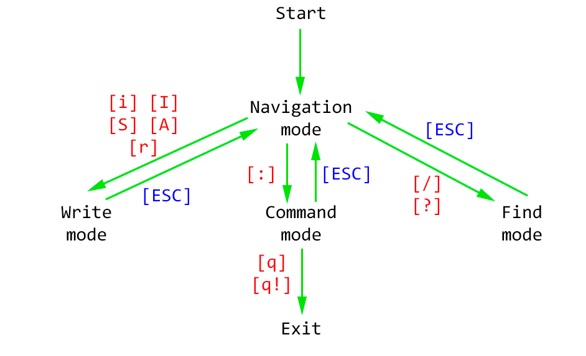 Start
Navigation
mode
[i] [I]
[S] [A]
[r]
[ESC]
[:]
[ESC]
[ESC]
[/]
[?]
Write
mode
Command
mode
Find
mode
[q]
[q!]
Exit